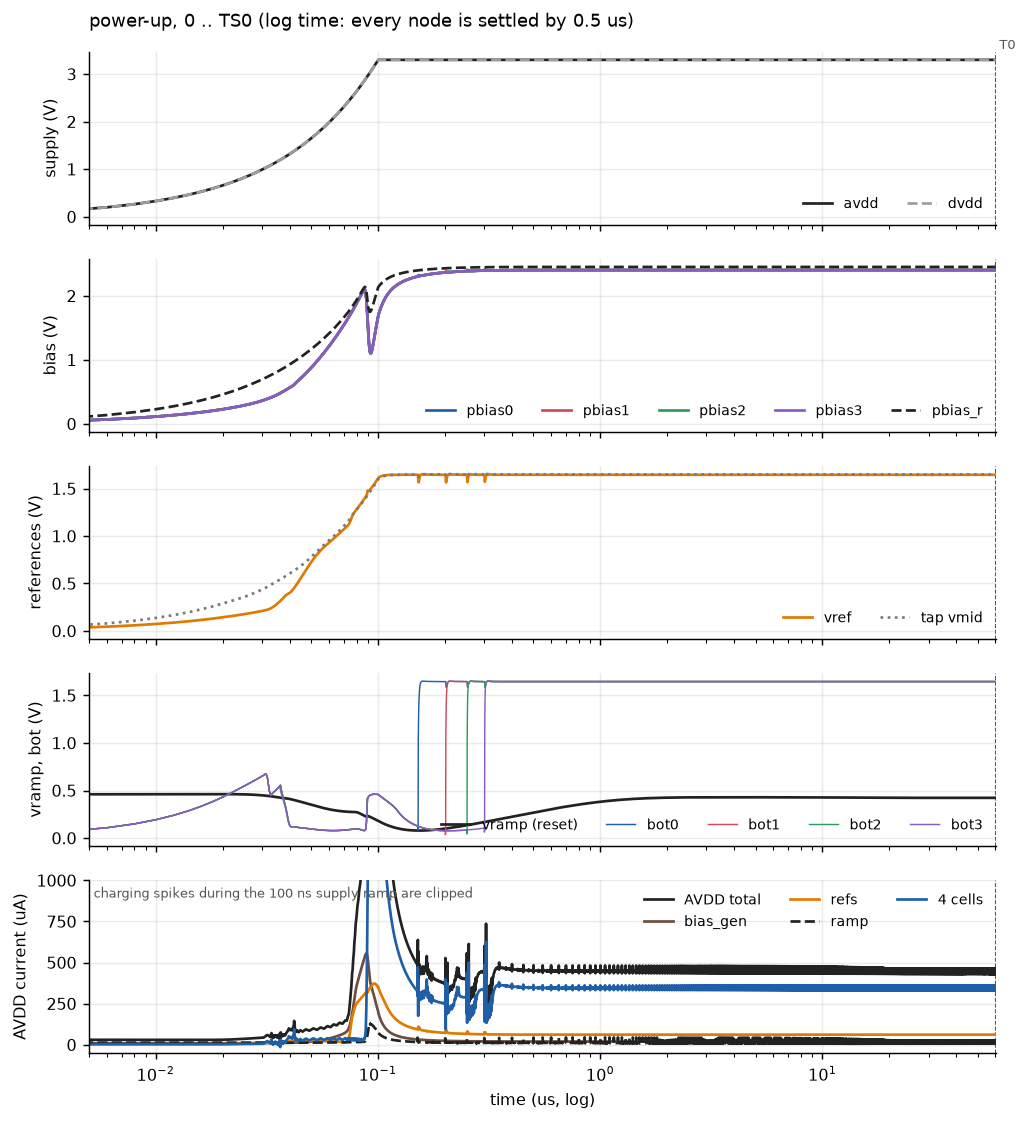 power-up, 0 .. TS0 (log time: every node is settled by 0.5 us)
T0
supply (V)
3
2
1
0
avdd dvdd
bias (V)
2
1
0
pbias0 pbias1 pbias2 pbias3 pbias_r
references (V)
1.5
1.0
0.5
0.0
vref tap vmid
vramp, bot (V)
1.5
1.0
0.5
0.0
vramp (reset) bot0 bot1 bot2 bot3
AVDD current (uA)
1000
750
500
250
0
charging spikes during the 100 ns supply ramp are clipped
AVDD total refs 4 cells
bias_gen ramp
10⁻² 10⁻¹ 10⁰ 10¹
time (us, log)